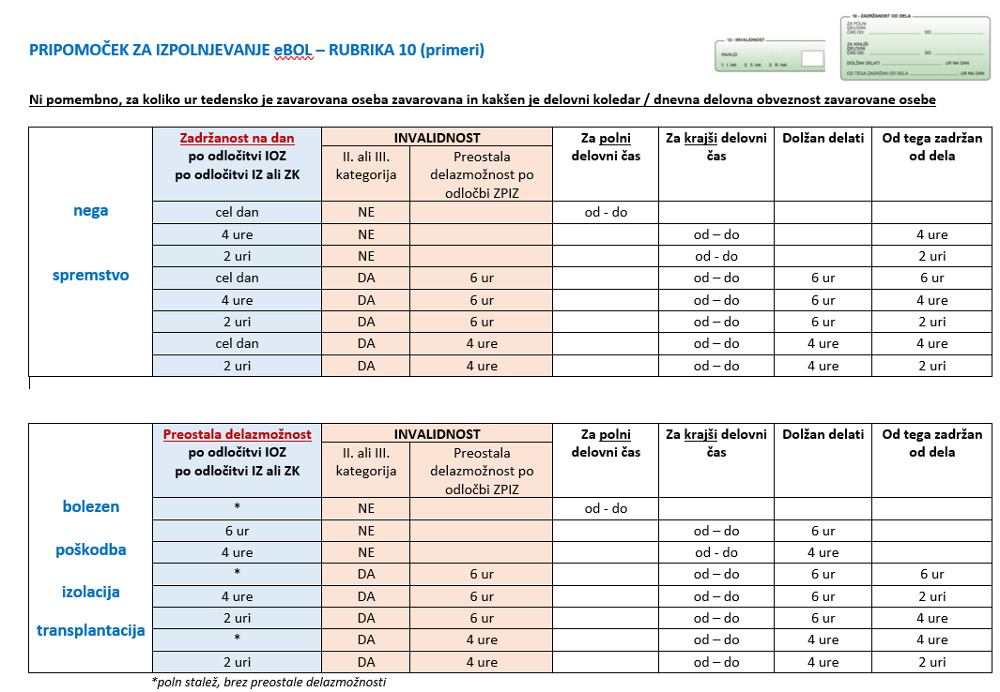 PRIPOMOČEK ZA IZPOLNJEVANJE eBOL – RUBRIKA 10 (primeri)
12 - INVALIDNOST
INVALID
I. kat. II. kat. III. kat.
10 - ZADRŽANOST OD DELA
ZA POLNI
DELOVNI
ČAS OD: DO
ZA KRAJŠI
DELOVNI
ČAS OD: DO
DOLŽAN DELATI UR NA DAN
OD TEGA ZADRŽAN OD DELA UR NA DAN
Ni pomembno, za koliko ur tedensko je zavarovana oseba zavarovana in kakšen je delovni koledar / dnevna delovna obveznost zavarovane osebe
nega
spremstvo
Zadržanost na dan
po odločitvi IOZ
po odločitvi IZ ali ZK
INVALIDNOST
II. ali III.
kategorija
Preostala
delazmožnost po
odločbi ZPIZ
Za polni
delovni čas
Za krajši delovni
čas
Dolžan delati
Od tega zadržan
od dela
cel dan NE od - do
4 ure NE od – do 4 ure
2 uri NE od - do 2 uri
cel dan DA 6 ur od – do 6 ur 6 ur
4 ure DA 6 ur od – do 6 ur 4 ure
2 uri DA 6 ur od – do 6 ur 2 uri
cel dan DA 4 ure od – do 4 ure 4 ure
2 uri DA 4 ure od – do 4 ure 2 uri
bolezen
poškodba
izolacija
transplantacija
Preostala delazmožnost
po odločitvi IOZ
po odločitvi IZ ali ZK
INVALIDNOST
II. ali III.
kategorija
Preostala
delazmožnost po
odločbi ZPIZ
Za polni
delovni čas
Za krajši delovni
čas
Dolžan delati
Od tega zadržan
od dela
* NE od - do
6 ur NE od – do 6 ur
4 ure NE od - do 4 ure
* DA 6 ur od – do 6 ur 6 ur
4 ure DA 6 ur od – do 6 ur 2 uri
2 uri DA 6 ur od – do 6 ur 4 ure
* DA 4 ure od – do 4 ure 4 ure
2 uri DA 4 ure od – do 4 ure 2 uri
*poln stalež, brez preostale delazmožnosti